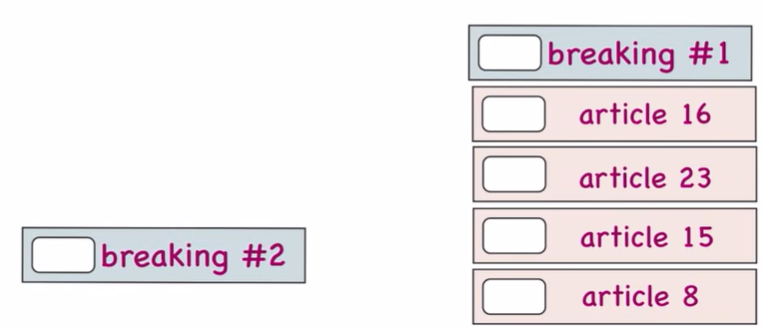 breaking #1
article 16
article 23
article 15
breaking #2
article 8